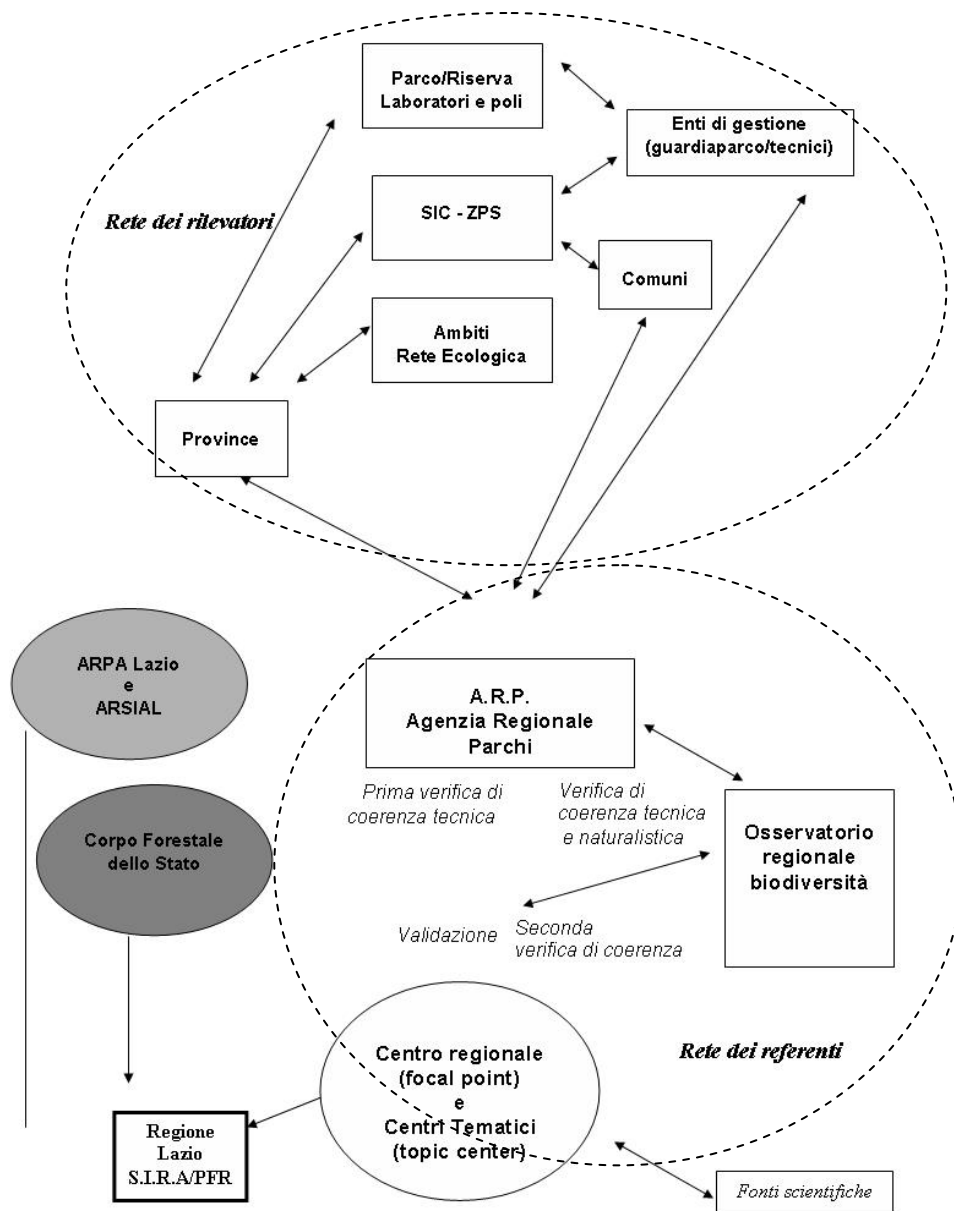 Parco/Riserva
Laboratori e poli
Enti di gestione
(guardiaparco/tecnici)
Rete dei rilevatori
SIC - ZPS
Comuni
Ambiti
Rete Ecologica
Province
ARPA Lazio
e
ARSIAL
A.R.P.
Agenzia Regionale
Parchi
Prima verifica di
coerenza tecnica
Verifica di
coerenza tecnica
e naturalistica
Corpo Forestale
dello Stato
Osservatorio
regionale
biodiversità
Validazione
Seconda
verifica di coerenza
Centro regionale
(focal point)
e
Centri Tematici
(topic center)
Rete dei referenti
Regione
Lazio
S.I.R.A/PFR
Fonti scientifiche